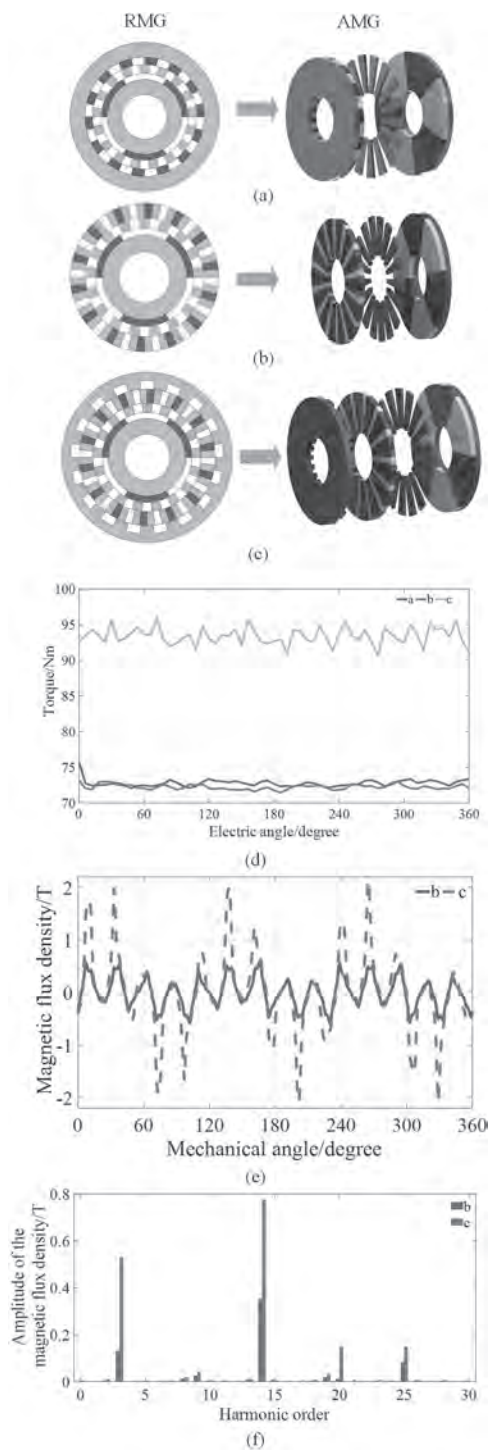 RMG AMG
(a)
(b)
(c)
100
95
90
85
80
75
70
Torque/Nm
a b c
0 60 120 180 240 300 360
Electric angle/degree
(d)
2
1
0
-1
-2
Magnetic flux density/T
b c
0 60 120 180 240 300 360
Mechanical angle/degree
(e)
0.8
0.6
0.4
0.2
0
Amplitude of the
magnetic flux density/T
b
c
0 5 10 15 20 25 30
Harmonic order
(f)